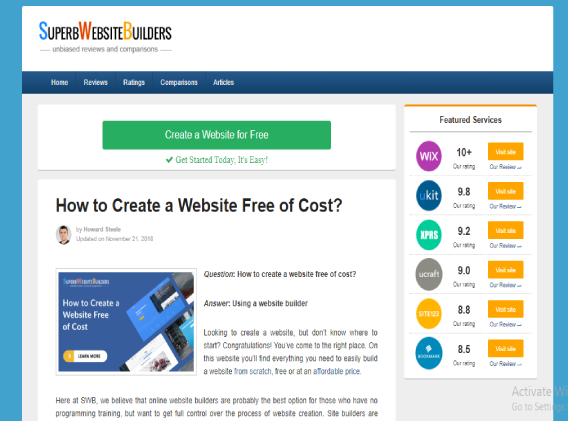 SUPERBWEBSITEBUILDERS
unbiased reviews and comparisons
Home Reviews Ratings Comparisons Articles
Create a Website for Free
✔ Get Started Today, It's Easy!
How to Create a Website Free of Cost?
by Howard Steele
Updated on November 21, 2018
SUPERBWEBSITEBUILDERS
How to Create a
Website Free
of Cost
LEARN MORE
Question: How to create a website free of cost?
Answer: Using a website builder
Looking to create a website, but don't know where to
start? Congratulations! You've come to the right place. On
this website you'll find everything you need to easily build
a website from scratch, free or at an affordable price.
Here at SWB, we believe that online website builders are probably the best option for those who have no
programming training, but want to get full control over the process of website creation. Site builders are
Featured Services
WiX 10+ Visit site
Our rating Our Review →
ukit 9.8 Visit site
Our rating Our Review →
XPRS 9.2 Visit site
Our rating Our Review →
ucraft 9.0 Visit site
Our rating Our Review →
SITE123 8.8 Visit site
Our rating Our Review →
BOOKMARK 8.5 Visit site
Our rating Our Review →
Activate Wi
Go to Settings